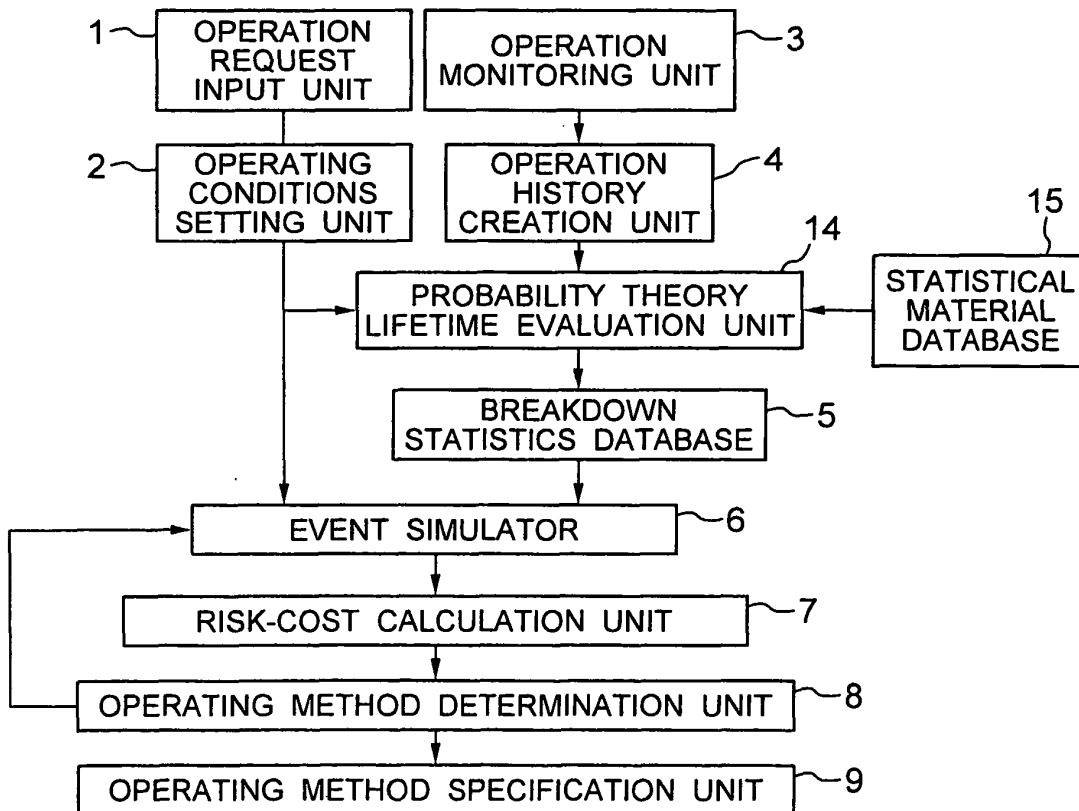 1
OPERATION
REQUEST
INPUT UNIT
OPERATION
MONITORING UNIT
3
2
OPERATING
CONDITIONS
SETTING UNIT
OPERATION
HISTORY
CREATION UNIT
4
14
PROBABILITY THEORY
LIFETIME EVALUATION UNIT
15
STATISTICAL
MATERIAL
DATABASE
BREAKDOWN
STATISTICS DATABASE
5
EVENT SIMULATOR
6
RISK-COST CALCULATION UNIT
7
OPERATING METHOD DETERMINATION UNIT
8
OPERATING METHOD SPECIFICATION UNIT
9